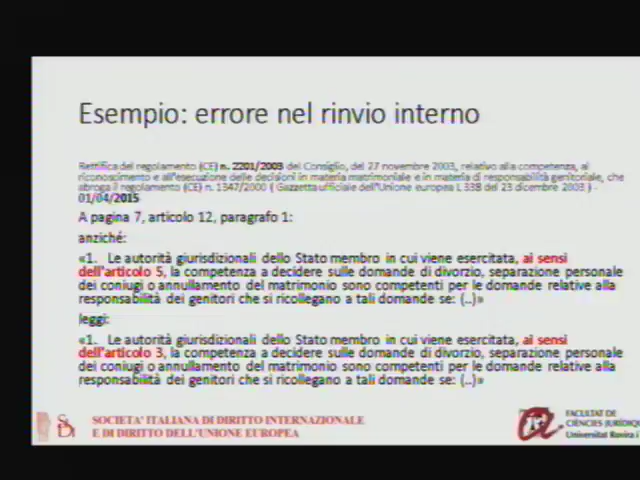 Esempio: errore nel rinvio interno
Rettifica del regolamento (CE) n. 2201/2003 del Consiglio, del 27 novembre 2003, relativo alla competenza, al
riconoscimento e all'esecuzione delle decisioni in materia matrimoniale e in materia di responsabilità genitoriale, che
abroga il regolamento (CE) n. 1347/2000 ( Gazzetta ufficiale dell'Unione europea L 338 del 23 dicembre 2003 ) -
01/04/2015
A pagina 7, articolo 12, paragrafo 1:
anziché:
«1. Le autorità giurisdizionali dello Stato membro in cui viene esercitata, ai sensi
dell'articolo 5, la competenza a decidere sulle domande di divorzio, separazione personale
dei coniugi o annullamento del matrimonio sono competenti per le domande relative alla
responsabilità dei genitori che si ricollegano a tali domande se: (..)»
leggi:
«1. Le autorità giurisdizionali dello Stato membro in cui viene esercitata, ai sensi
dell'articolo 3, la competenza a decidere sulle domande di divorzio, separazione personale
dei coniugi o annullamento del matrimonio sono competenti per le domande relative alla
responsabilità dei genitori che si ricollegano a tali domande se: (..)»
SOCIETA' ITALIANA DI DIRITTO INTERNAZIONALE
E DI DIRITTO DELL'UNIONE EUROPEA
FACULTAT DE
CIÈNCIES JURÍDIQU
Universitat Rovira i